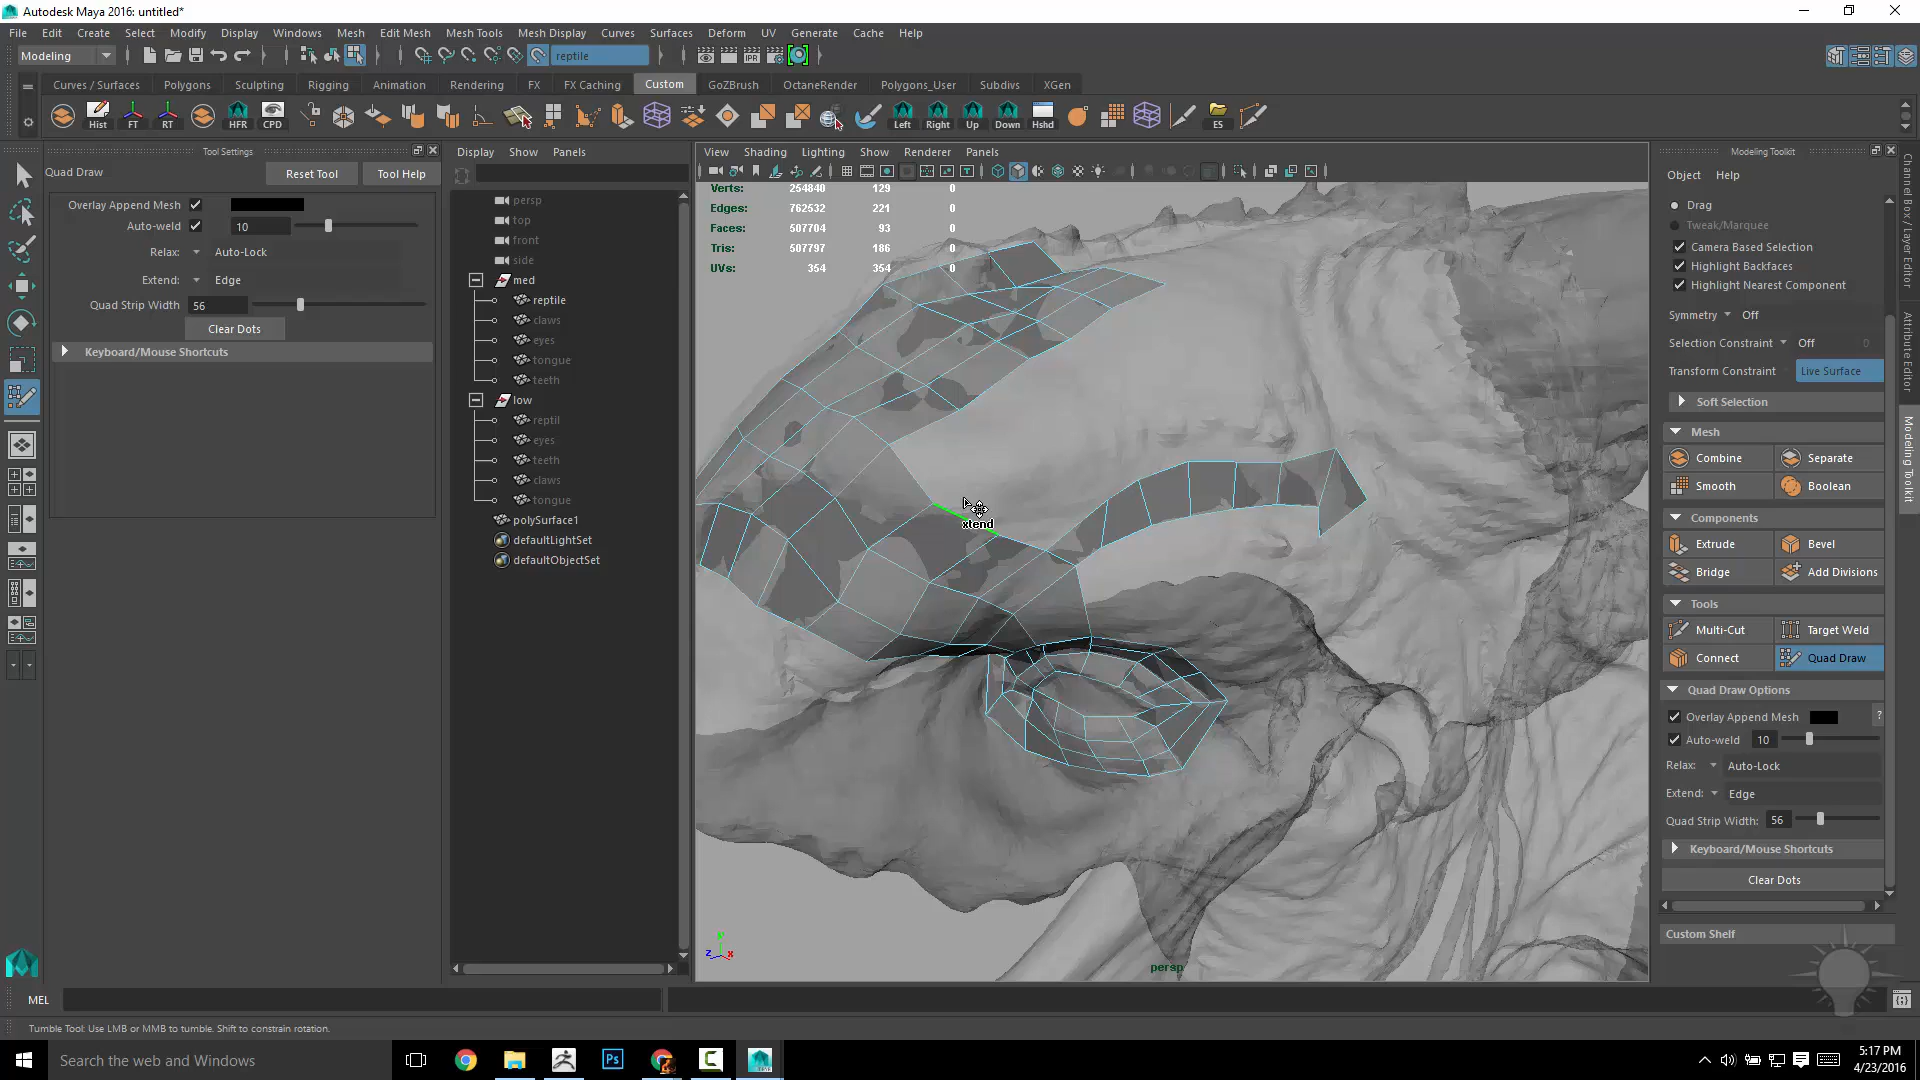 Autodesk Maya 2016: untitled*
File Edit Create Select Modify Display Windows Mesh Edit Mesh Mesh Tools Mesh Display Curves Surfaces Deform UV Generate Cache Help
Modeling reptile
Curves / Surfaces Polygons Sculpting Rigging Animation Rendering FX FX Caching Custom GoZBrush OctaneRender Polygons_User Subdivs XGen
Hist FT RT HFR CPD Left Right Up Down Hshd ES
Tool Settings
Quad Draw Reset Tool Tool Help
Overlay Append Mesh
Auto-weld 10
Relax: Auto-Lock
Extend: Edge
Quad Strip Width 56
Clear Dots
Keyboard/Mouse Shortcuts
Display Show Panels
persp
top
front
side
med
reptile
claws
eyes
tongue
teeth
low
reptil
eyes
teeth
claws
tongue
polySurface1
defaultLightSet
defaultObjectSet
View Shading Lighting Show Renderer Panels
Verts: 254840 129 0
Edges: 762532 221 0
Faces: 507704 93 0
Tris: 507797 186 0
UVs: 354 354 0
xtend
persp
z x
Modeling Toolkit
Object Help
Drag
Tweak/Marquee
Camera Based Selection
Highlight Backfaces
Highlight Nearest Component
Symmetry Off
Selection Constraint Off 0
Transform Constraint Live Surface
Soft Selection
Mesh
Combine Separate
Smooth Boolean
Components
Extrude Bevel
Bridge Add Divisions
Tools
Multi-Cut Target Weld
Connect Quad Draw
Quad Draw Options
Overlay Append Mesh ?
Auto-weld 10
Relax: Auto-Lock
Extend: Edge
Quad Strip Width: 56
Keyboard/Mouse Shortcuts
Clear Dots
Custom Shelf
Channel Box / Layer Editor
Attribute Editor
Modeling Toolkit
MEL
Tumble Tool: Use LMB or MMB to tumble. Shift to constrain rotation.
Search the web and Windows
5:17 PM
4/23/2016